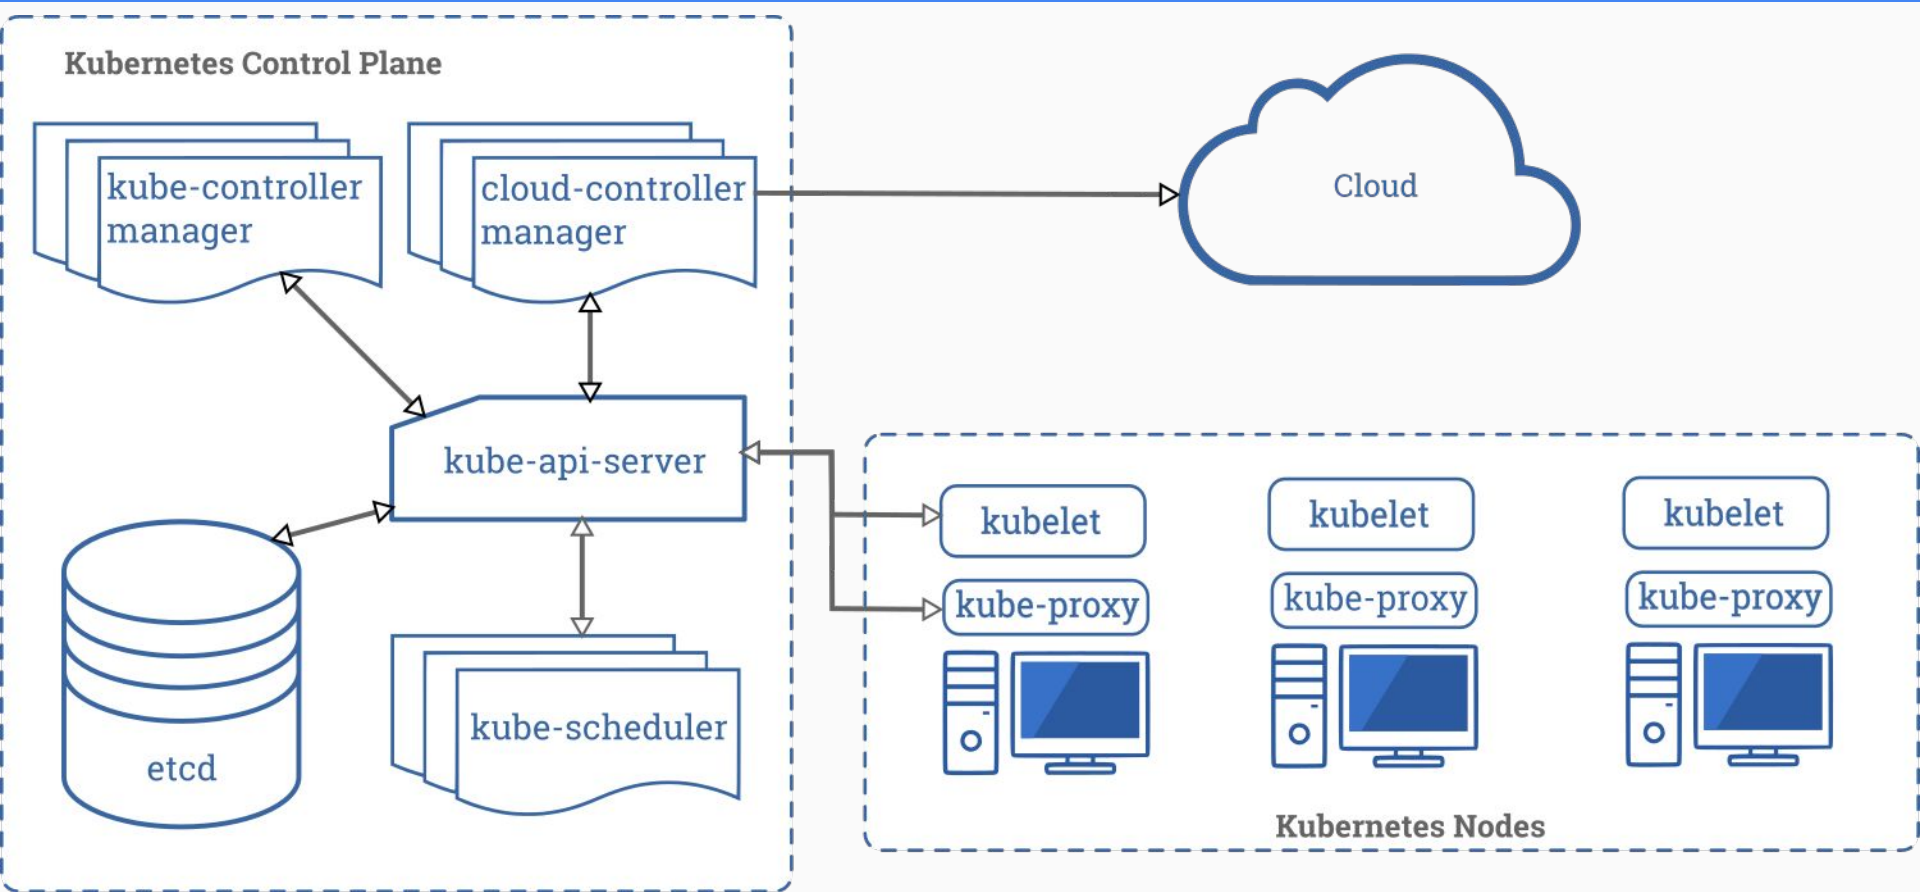 Kubernetes Control Plane
kube-controller
manager
cloud-controller
manager
Cloud
kube-api-server
etcd
kube-scheduler
kubelet
kube-proxy
kubelet
kube-proxy
kubelet
kube-proxy
Kubernetes Nodes